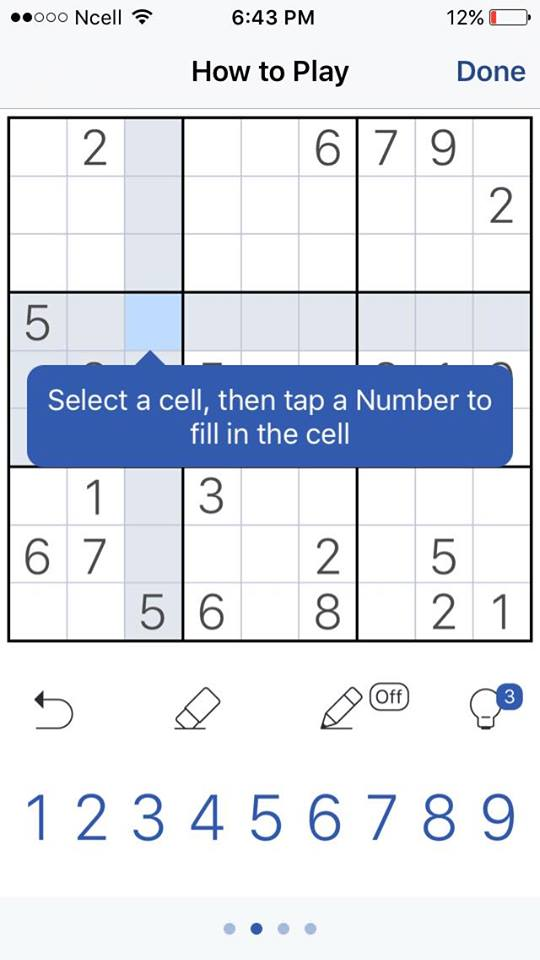 Ncell 6:43 PM 12%
How to Play Done
2 6 7 9
2
5
Select a cell, then tap a Number to
fill in the cell
1 3
6 7 2 5
5 6 8 2 1
Off 3
1 2 3 4 5 6 7 8 9